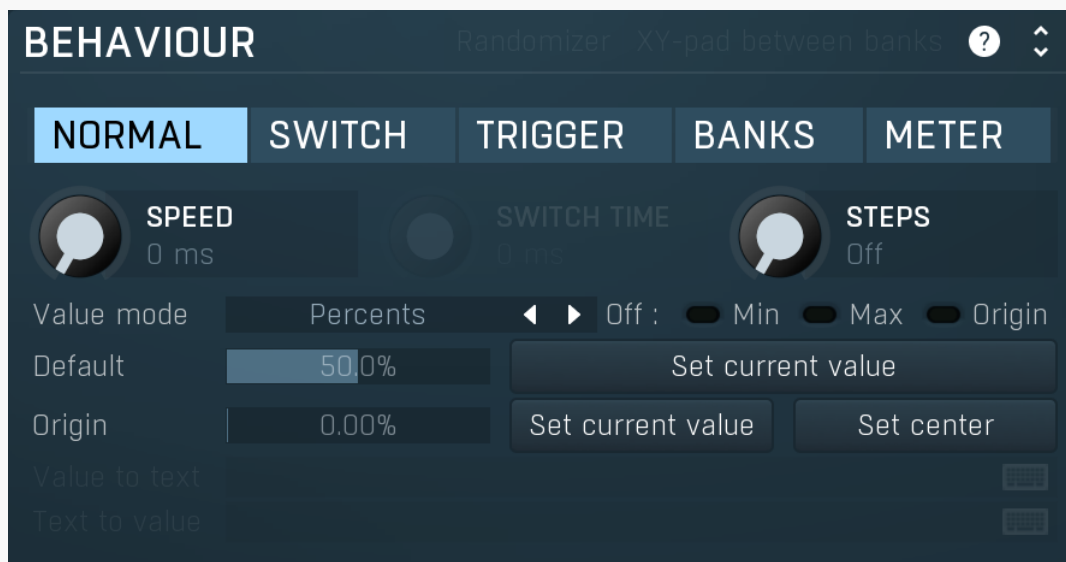 BEHAVIOUR Randomizer XY-pad between banks ?
NORMAL SWITCH TRIGGER BANKS METER
SPEED SWITCH TIME STEPS
0 ms 0 ms Off
Value mode Percents Off : Min Max Origin
Default 50.0% Set current value
Origin 0.00% Set current value Set center
Value to text
Text to value